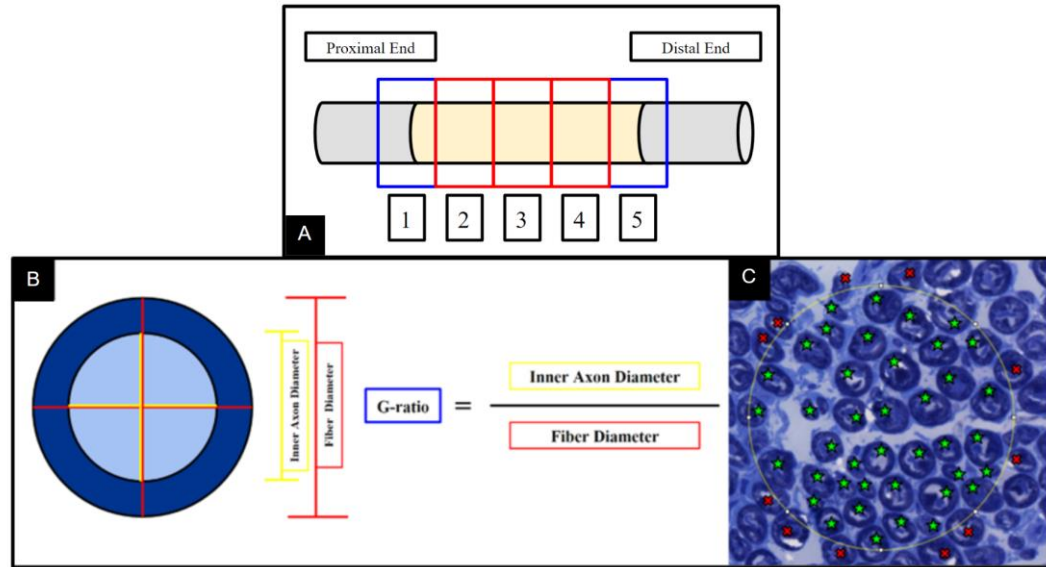 Proximal End
Distal End
1
2
3
4
5
A
B
Inner Axon Diameter
Fiber Diameter
G-ratio
=
Inner Axon Diameter
Fiber Diameter
C